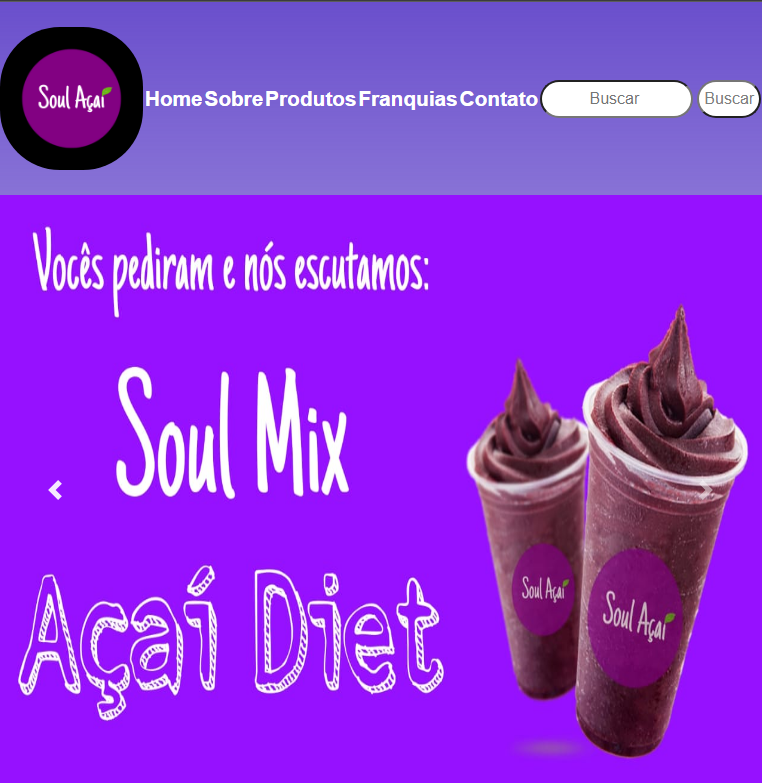 Soul Açaí
Home Sobre Produtos Franquias Contato Buscar Buscar
Vocês pediram e nós escutamos:
Soul Mix
Açaí Diet
Soul Açaí
Soul Açaí